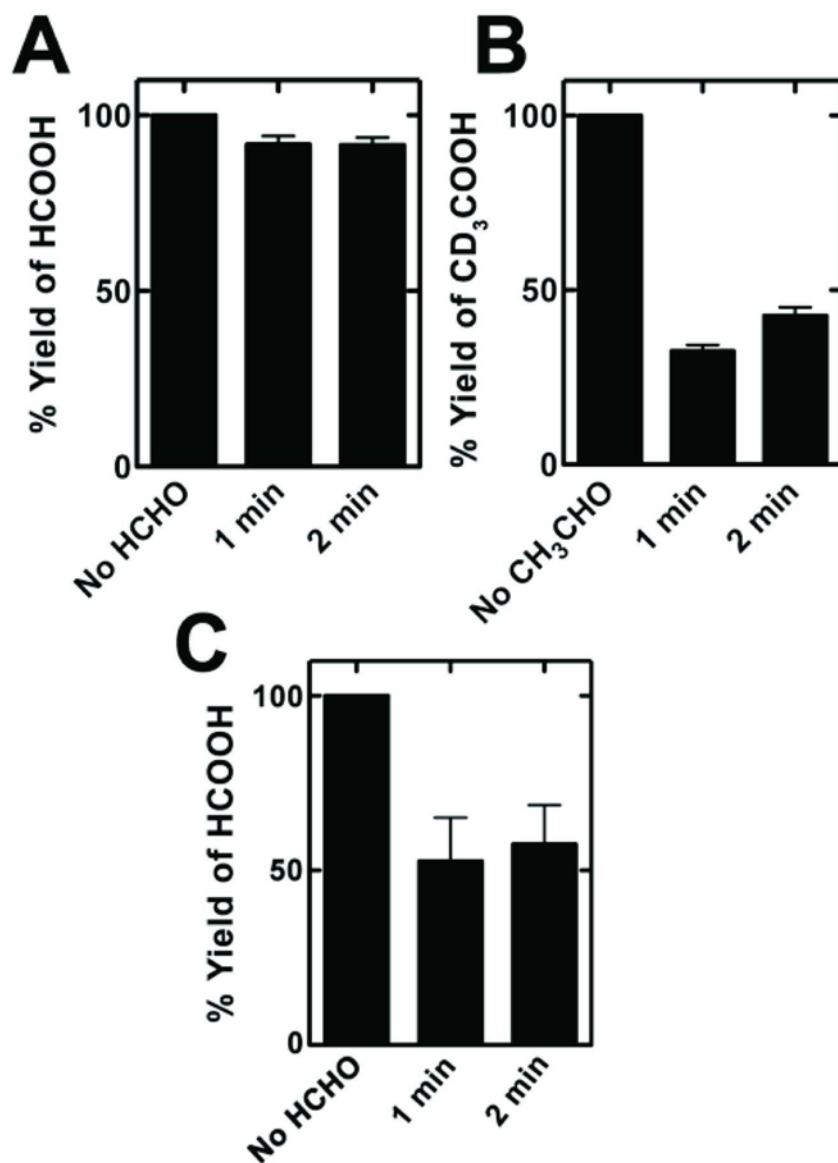 A
% Yield of HCOOH
100
50
0
No HCHO
1 min
2 min
B
% Yield of CD₃COOH
100
50
0
No CH₃CHO
1 min
2 min
C
% Yield of HCOOH
100
50
0
No HCHO
1 min
2 min